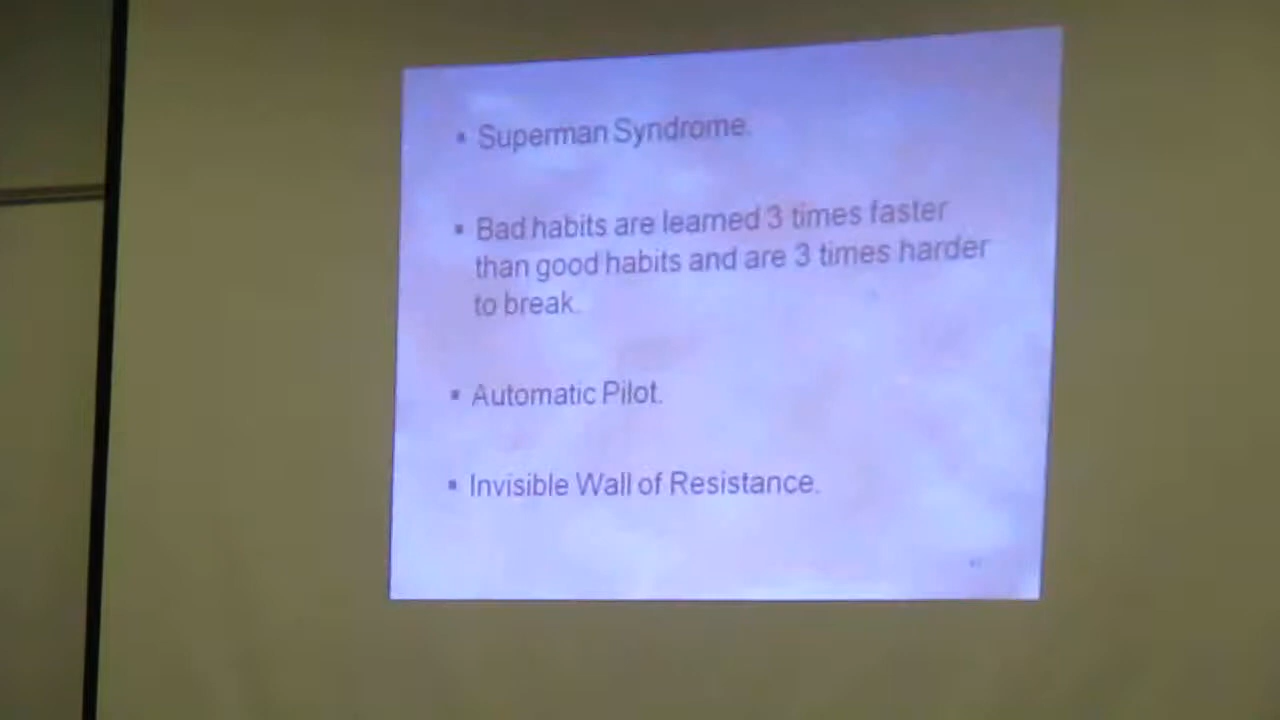 ▪ Superman Syndrome.
▪ Bad habits are learned 3 times faster
than good habits and are 3 times harder
to break.
▪ Automatic Pilot.
▪ Invisible Wall of Resistance.